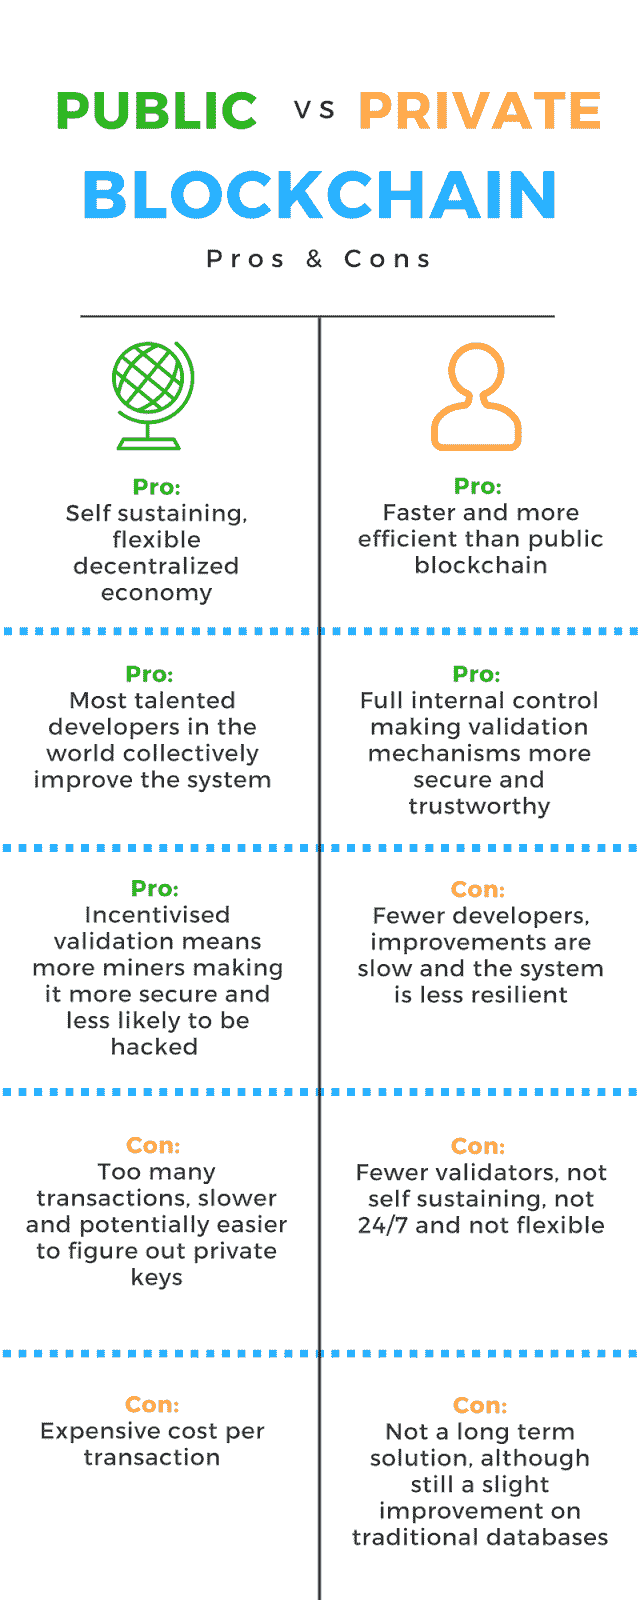 PUBLIC vs PRIVATE
BLOCKCHAIN
Pros & Cons
Pro:
Self sustaining,
flexible
decentralized
economy
Pro:
Faster and more
efficient than public
blockchain
Pro:
Most talented
developers in the
world collectively
improve the system
Pro:
Full internal control
making validation
mechanisms more
secure and
trustworthy
Pro:
Incentivised
validation means
more miners making
it more secure and
less likely to be
hacked
Con:
Fewer developers,
improvements are
slow and the system
is less resilient
Con:
Too many
transactions, slower
and potentially easier
to figure out private
keys
Con:
Fewer validators, not
self sustaining, not
24/7 and not flexible
Con:
Expensive cost per
transaction
Con:
Not a long term
solution, although
still a slight
improvement on
traditional databases